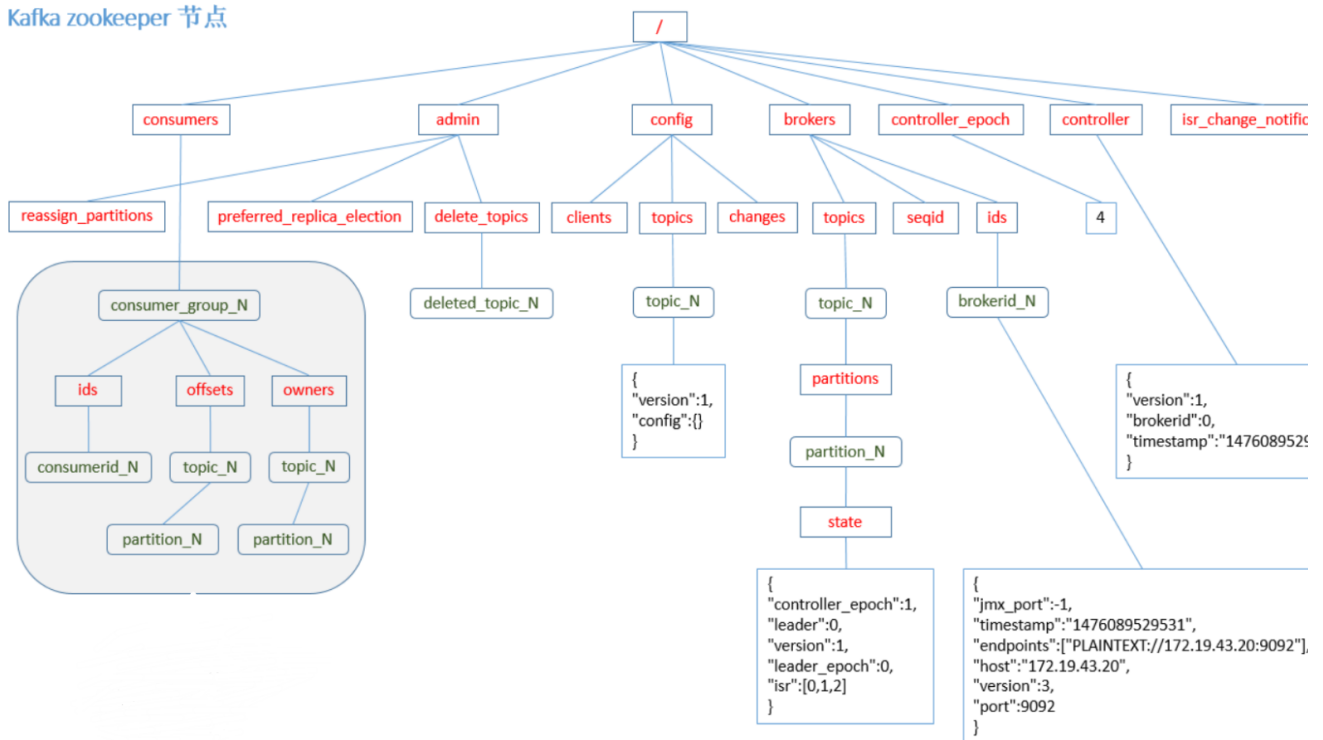 Kafka zookeeper 节点
/
consumers
admin
config
brokers
controller_epoch
controller
isr_change_notific
reassign_partitions
preferred_replica_election
delete_topics
clients
topics
changes
topics
seqid
ids
4
consumer_group_N
deleted_topic_N
topic_N
topic_N
brokerid_N
ids
offsets
owners
{
"version":1,
"config":{}
}
partitions
{
"version":1,
"brokerid":0,
"timestamp":"1476089529
}
consumerid_N
topic_N
topic_N
partition_N
partition_N
partition_N
state
{
"controller_epoch":1,
"leader":0,
"version":1,
"leader_epoch":0,
"isr":[0,1,2]
}
{
"jmx_port":-1,
"timestamp":"1476089529531",
"endpoints":["PLAINTEXT://172.19.43.20:9092"],
"host":"172.19.43.20",
"version":3,
"port":9092
}